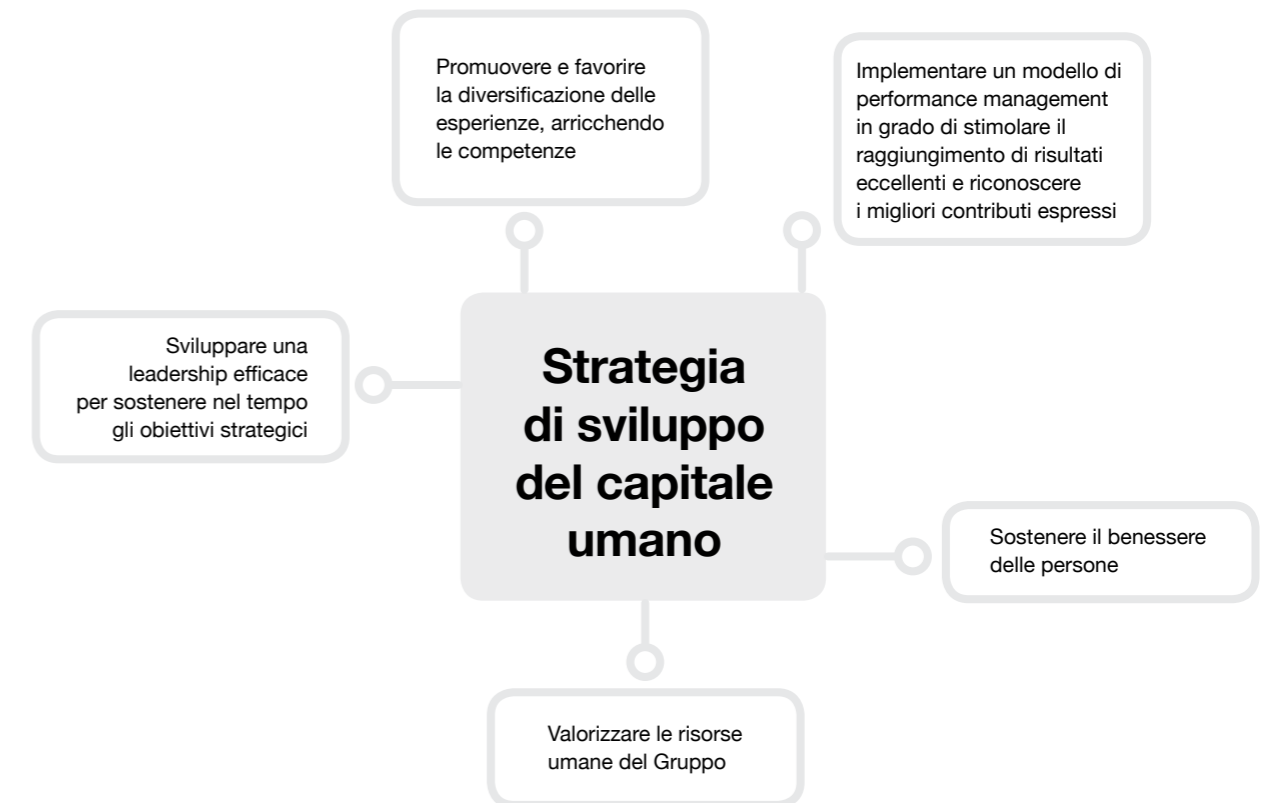 Promuovere e favorire
la diversificazione delle
esperienze, arricchendo
le competenze
Implementare un modello di
performance management
in grado di stimolare il
raggiungimento di risultati
eccellenti e riconoscere
i migliori contributi espressi
Sviluppare una
leadership efficace
per sostenere nel tempo
gli obiettivi strategici
Strategia
di sviluppo
del capitale
umano
Sostenere il benessere
delle persone
Valorizzare le risorse
umane del Gruppo